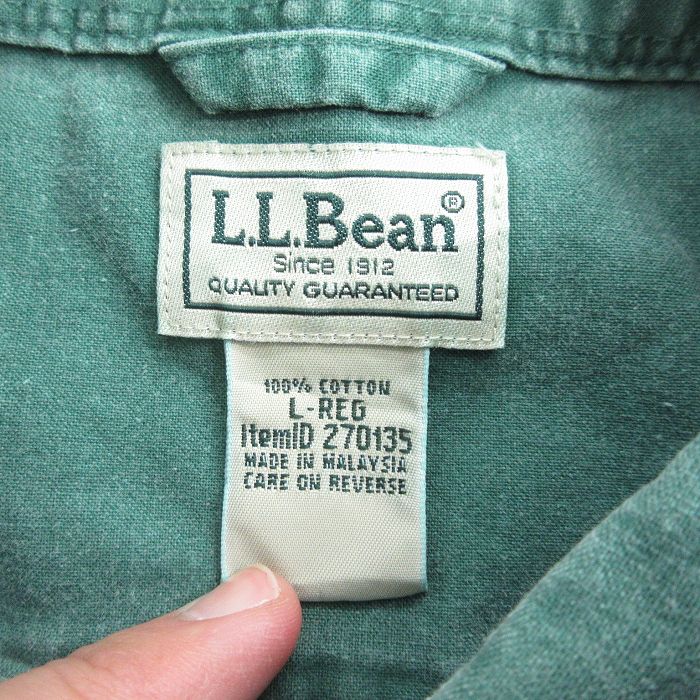 L.L.Bean®
Since 1912
QUALITY GUARANTEED
100% COTTON
L-REG
ItemID 270135
MADE IN MALAYSIA
CARE ON REVERSE